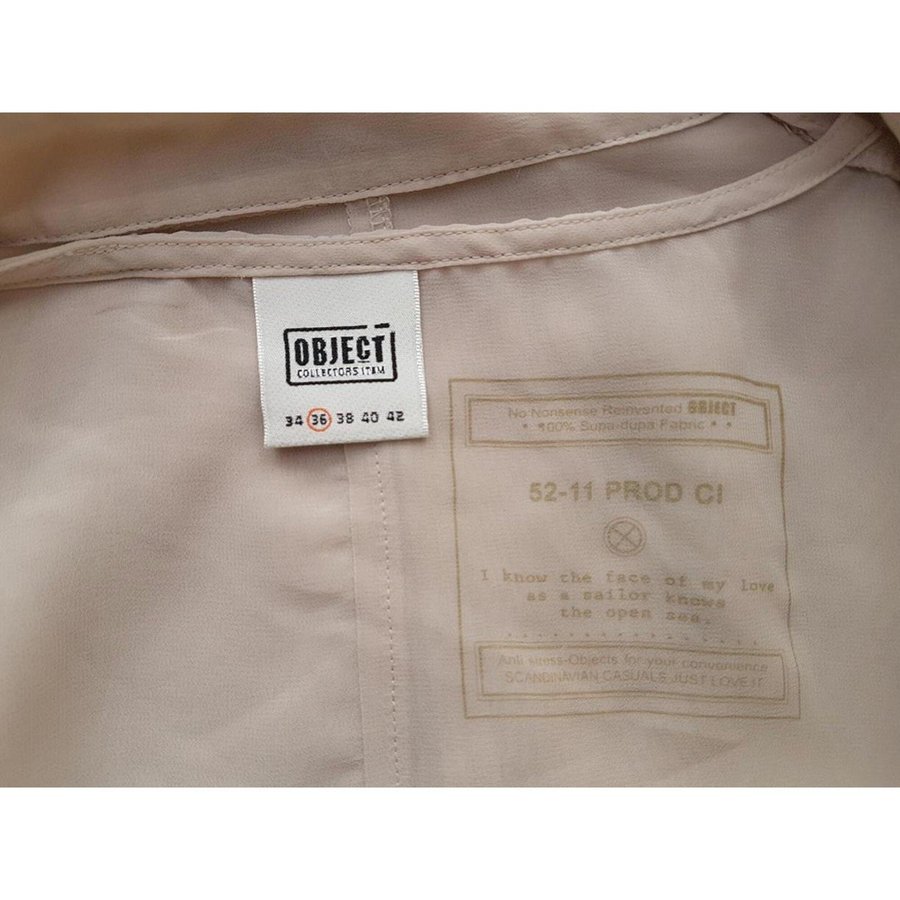 OBJECT
COLLECTORS ITEM
34 36 38 40 42
No Nonsense Reinvented OBJECT
• 100% Supa-dupa Fabric • •
52-11 PROD CI
I know the face of my love
as a sailor knows
the open sea.
Anti stress-Objects for your convenience
SCANDINAVIAN CASUALS JUST LOVE IT